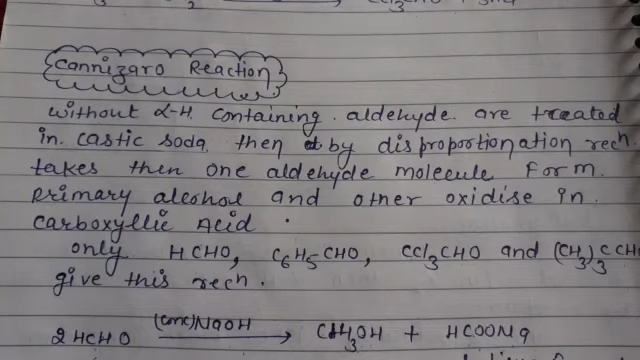 CCl3CHO + 3HCl
Cannizaro Reaction
without α-H. containing. aldehyde. are treated
in. castic soda. then by disproportionation rech.
takes then one aldehyde molecule Form.
primary alcohol and other oxidise in.
carboxyllic Acid.
only HCHO, C6H5CHO, CCl3CHO and (CH3)3CCHO
give this rech.
2HCHO (conc)NaOH → CH3OH + HCOONa